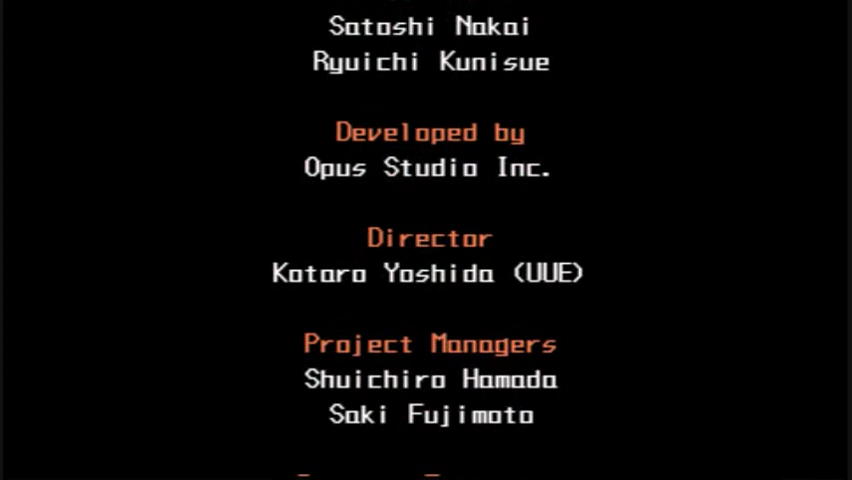 Satoshi Nakai
Ryuichi Kunisue
Developed by
Opus Studio Inc.
Director
Kotaro Yoshida (UUE)
Project Managers
Shuichiro Hamada
Saki Fujimoto